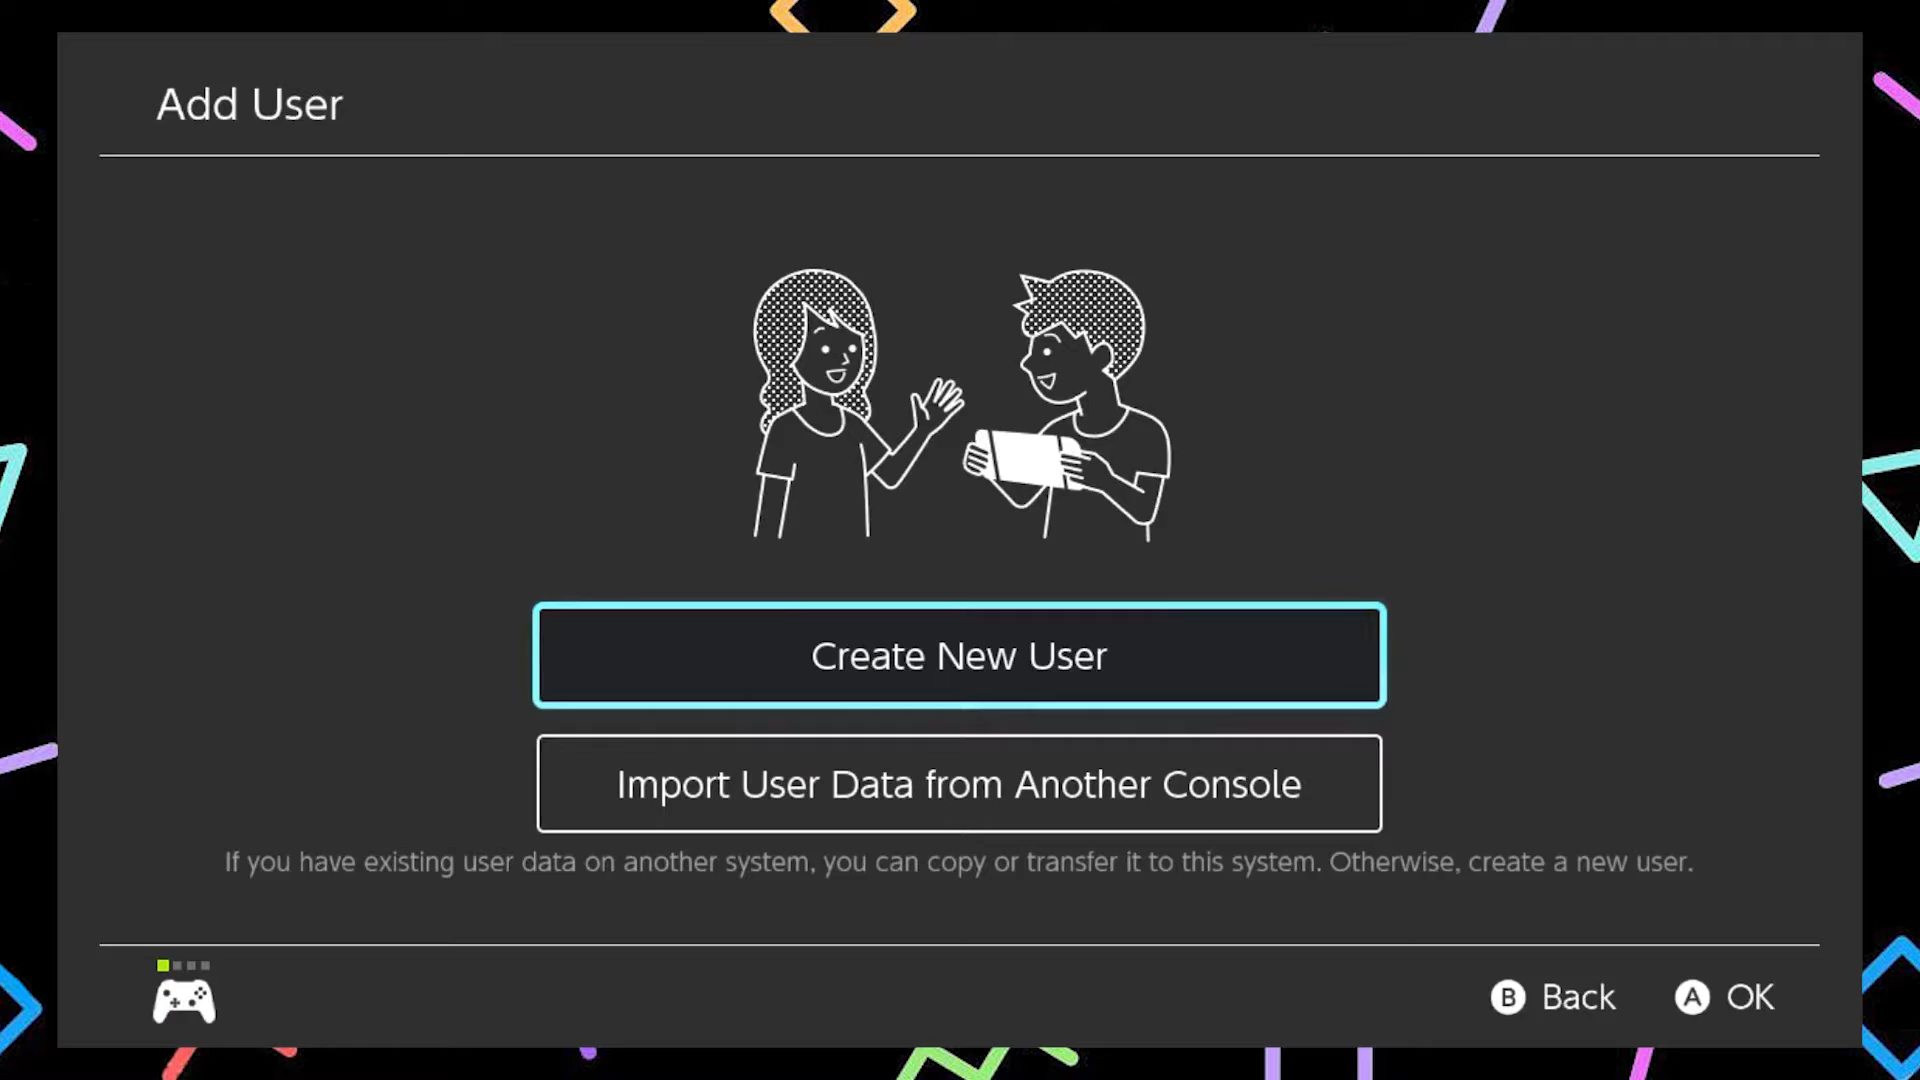 Add User
Create New User
Import User Data from Another Console
If you have existing user data on another system, you can copy or transfer it to this system. Otherwise, create a new user.
B Back A OK